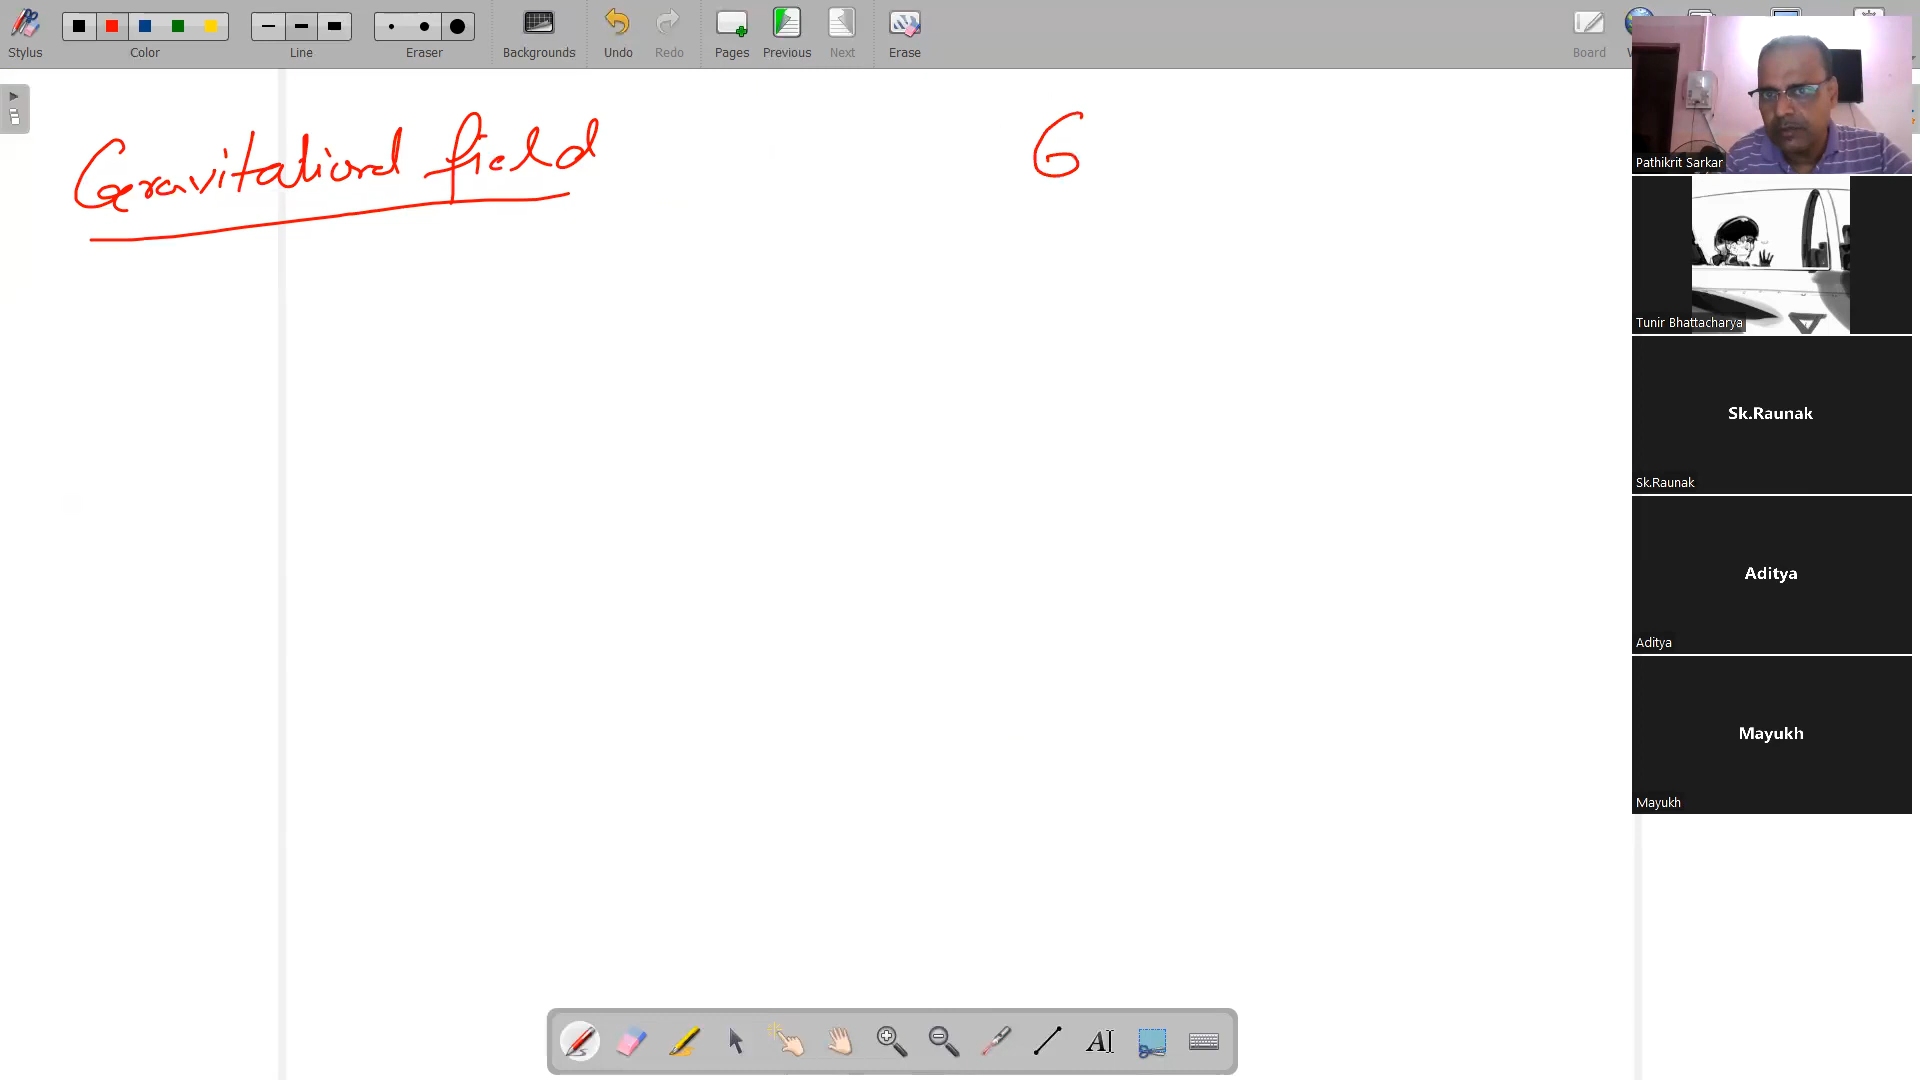 Stylus
Color
Line
Eraser
Backgrounds
Undo
Redo
Pages
Previous
Next
Erase
Board
Gravitational field
G
Pathikrit Sarkar
Tunir Bhattacharya
Sk.Raunak
Sk.Raunak
Aditya
Aditya
Mayukh
Mayukh
AI